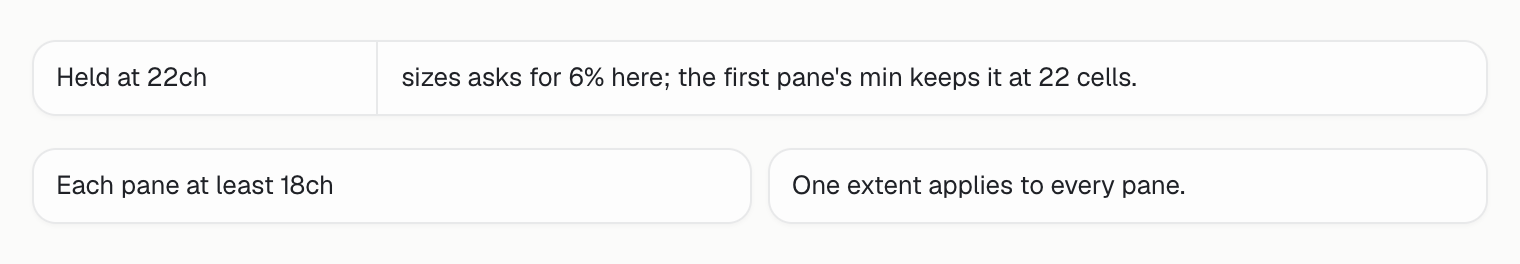 Held at 22ch
sizes asks for 6% here; the first pane's min keeps it at 22 cells.
Each pane at least 18ch
One extent applies to every pane.